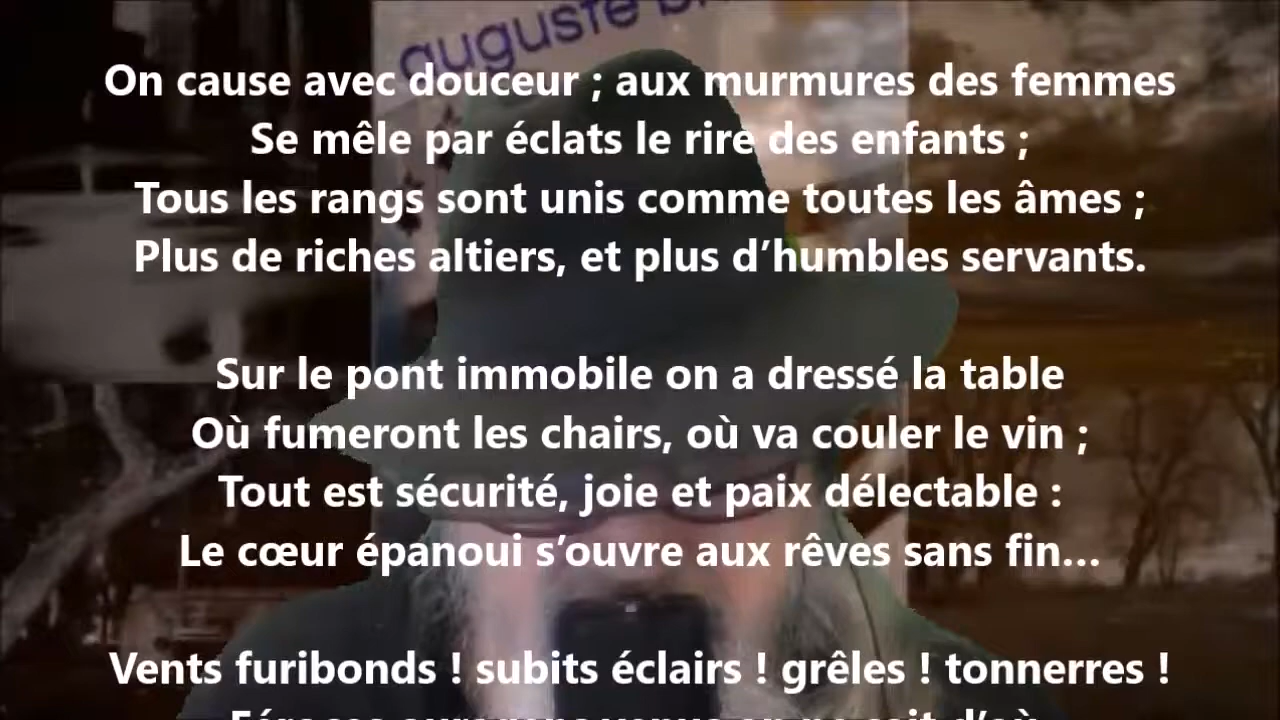 auguste
On cause avec douceur ; aux murmures des femmes
Se mêle par éclats le rire des enfants ;
Tous les rangs sont unis comme toutes les âmes ;
Plus de riches altiers, et plus d’humbles servants.
Sur le pont immobile on a dressé la table
Où fumeront les chairs, où va couler le vin ;
Tout est sécurité, joie et paix délectable :
Le cœur épanoui s’ouvre aux rêves sans fin...
Vents furibonds ! subits éclairs ! grêles ! tonnerres !